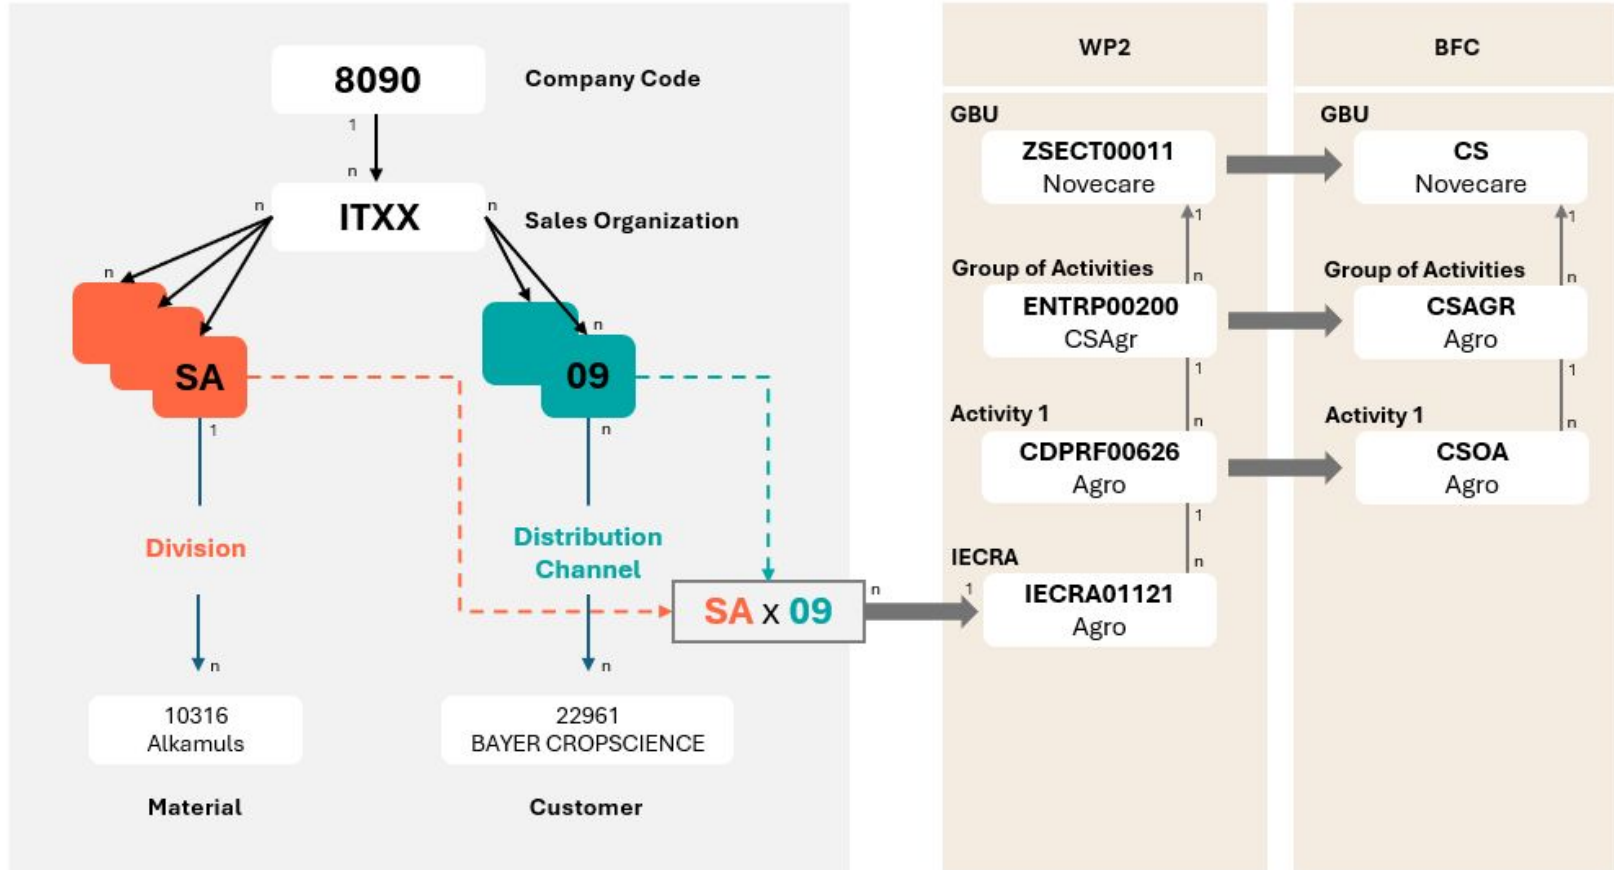 8090
Company Code
1
n
ITXX
Sales Organization
n
n
n
n
SA
09
1
n
Division
Distribution
Channel
SA x 09
n
n
n
10316
Alkamuls
22961
BAYER CROPSCIENCE
Material
Customer
WP2
GBU
ZSECT00011
Novecare
1
n
Group of Activities
ENTRP00200
CSAgr
1
n
Activity 1
CDPRF00626
Agro
1
n
IECRA
1
IECRA01121
Agro
BFC
GBU
CS
Novecare
1
n
Group of Activities
CSAGR
Agro
1
n
Activity 1
CSOA
Agro